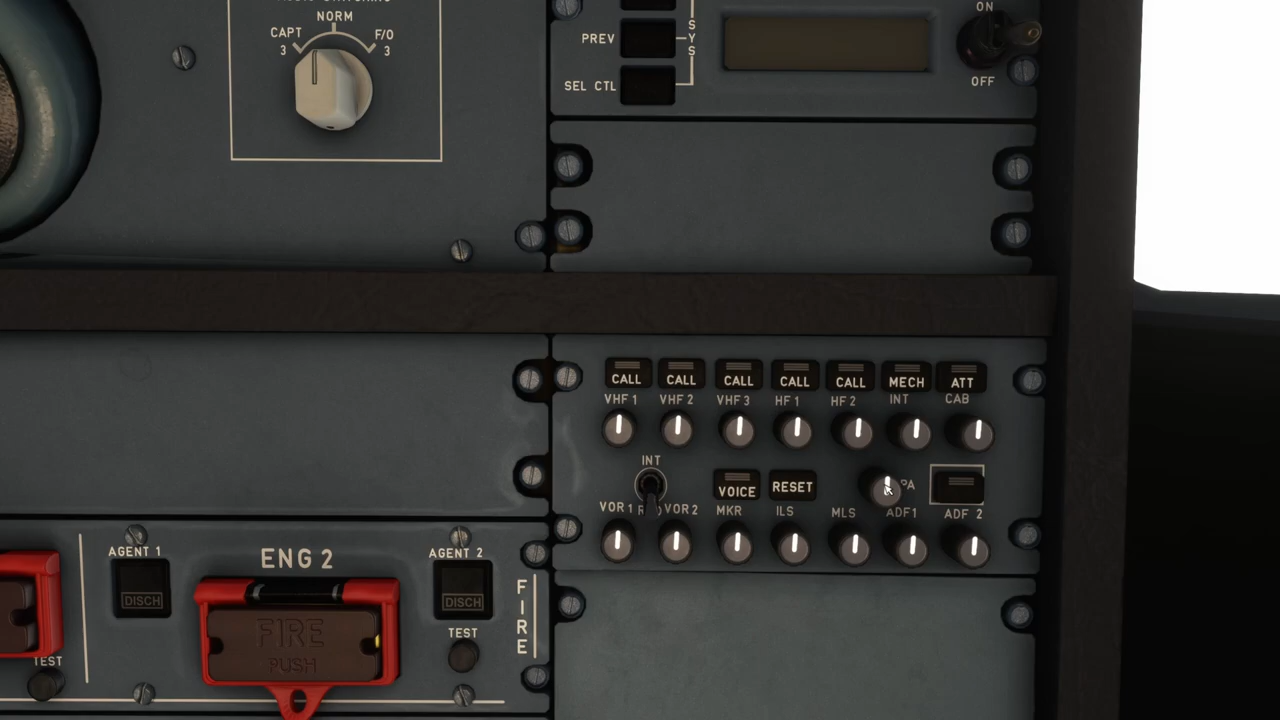 NORM
CAPT
F/O
3
3
PREV
SEL CTL
SYS
ON
OFF
CALL
CALL
CALL
CALL
CALL
MECH
ATT
VHF 1
VHF 2
VHF 3
HF 1
HF 2
INT
CAB
INT
VOICE
RESET
PA
VOR 1
VOR 2
MKR
ILS
MLS
ADF1
ADF 2
AGENT 1
ENG 2
AGENT 2
DISCH
DISCH
FIRE
FIRE
PUSH
TEST
TEST